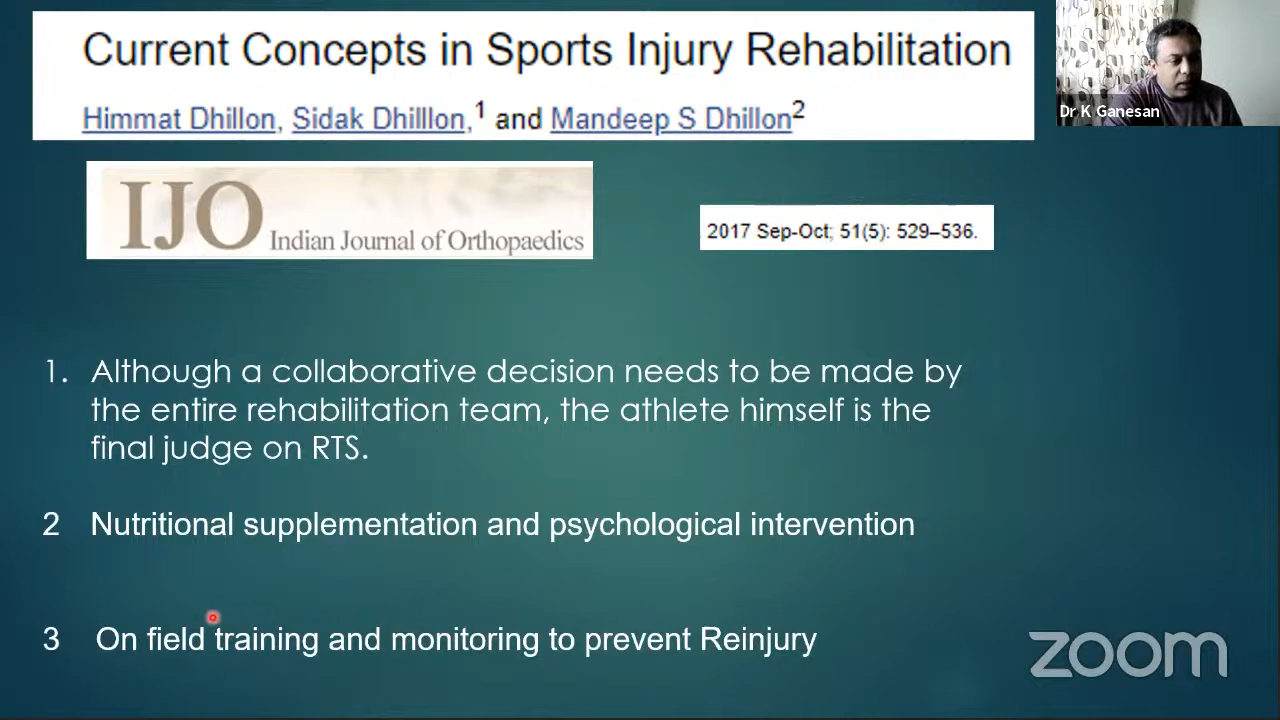 Current Concepts in Sports Injury Rehabilitation
Himmat Dhillon, Sidak Dhilllon,1 and Mandeep S Dhillon2
Dr K Ganesan
IJO Indian Journal of Orthopaedics
2017 Sep-Oct; 51(5): 529–536.
1. Although a collaborative decision needs to be made by
the entire rehabilitation team, the athlete himself is the
final judge on RTS.
2 Nutritional supplementation and psychological intervention
3 On field training and monitoring to prevent Reinjury
zoom